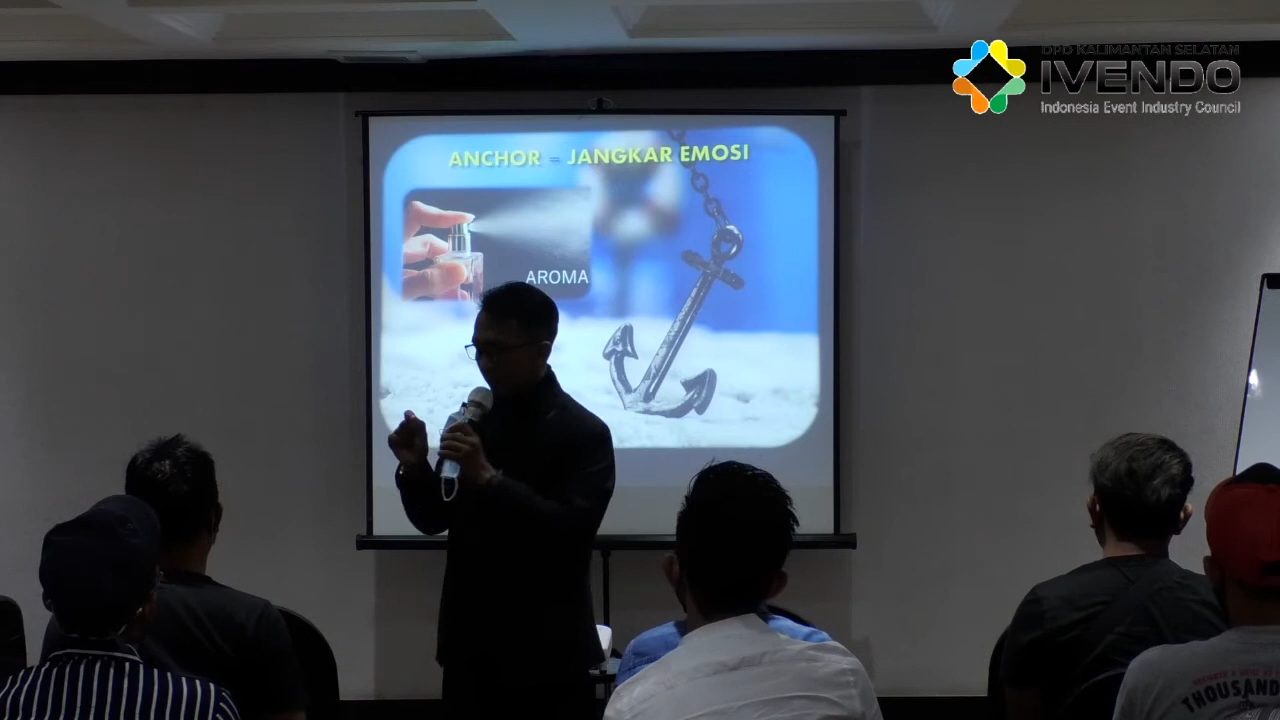 DPD KALIMANTAN SELATAN
IVENDO
Indonesia Event Industry Council
ANCHOR – JANGKAR EMOSI
AROMA
THOUSAND